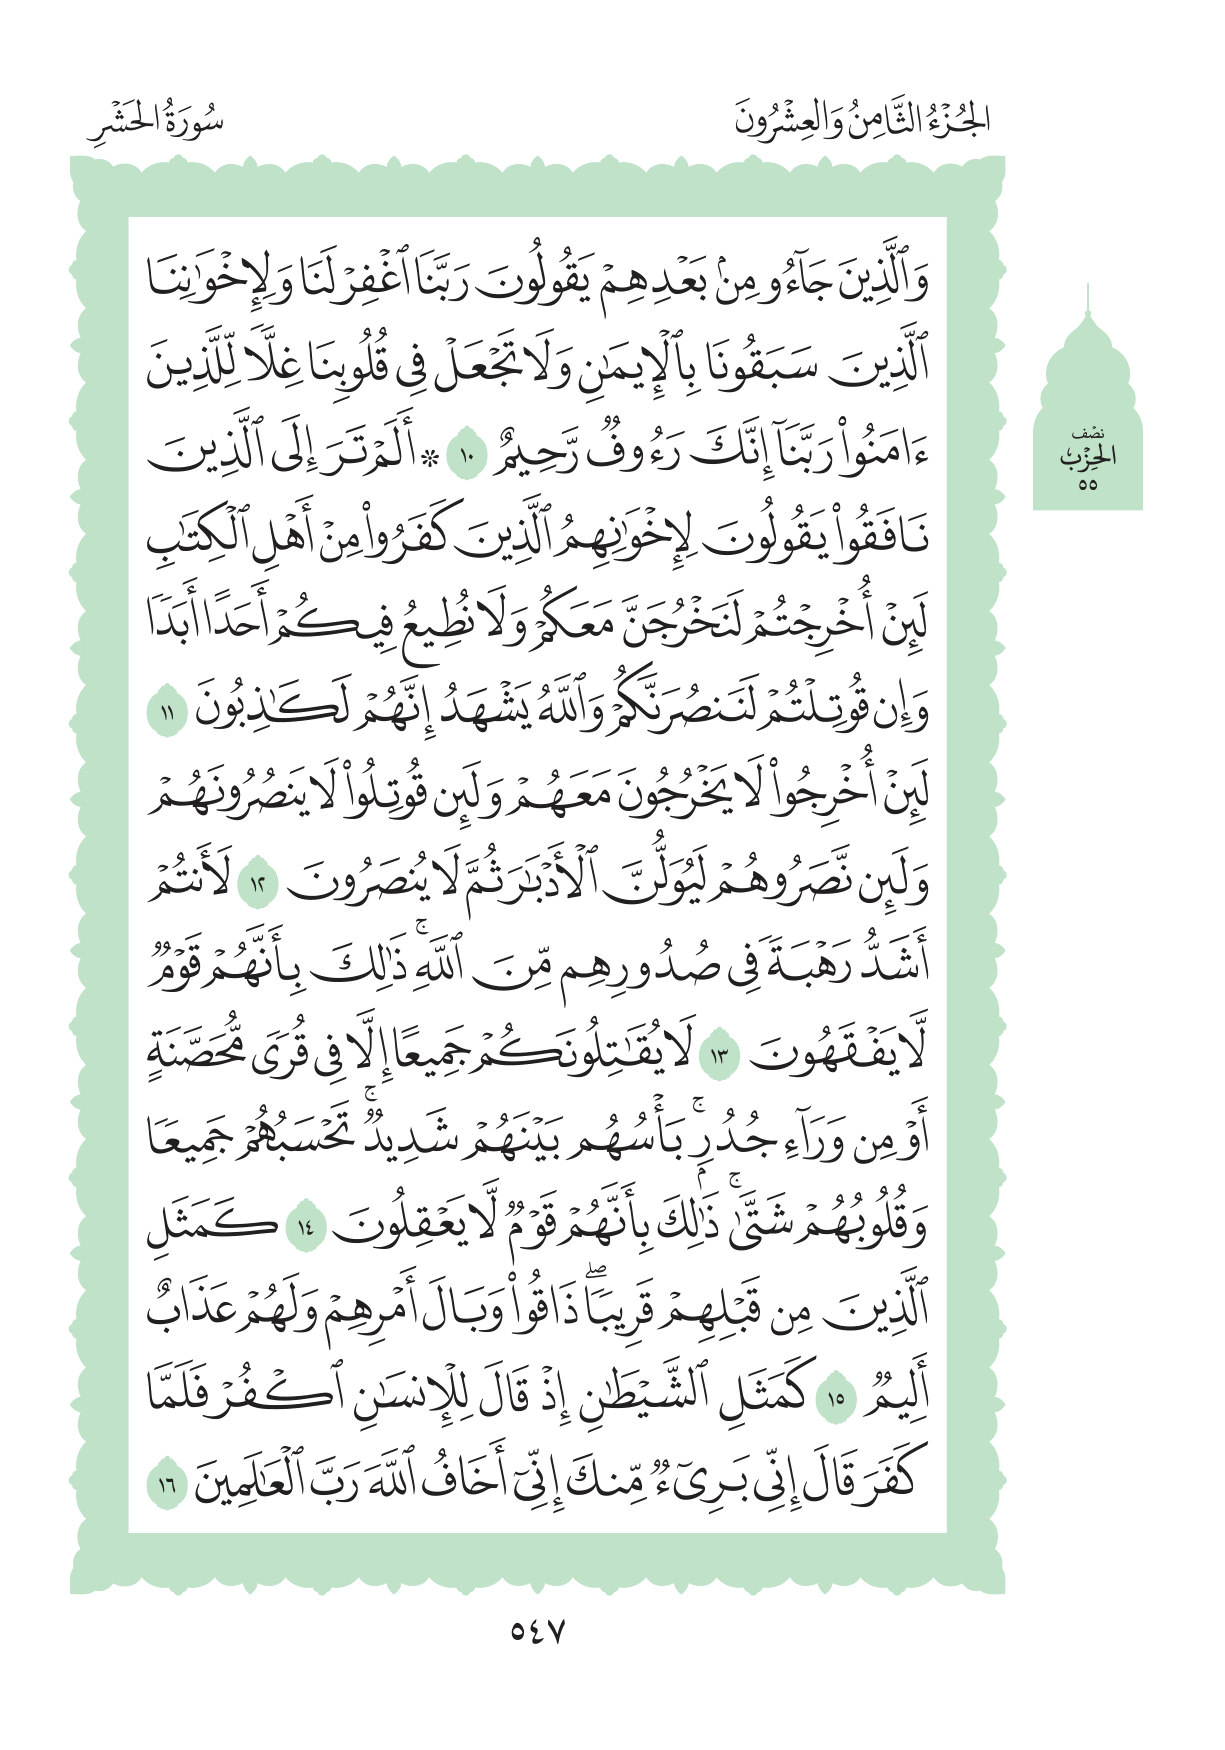 الجُزْءُ الثَّامِنُ وَالعِشْرُونَ
سُورَةُ الحَشْرِ
وَٱلَّذِينَ جَآءُو مِنۢ بَعۡدِهِمۡ يَقُولُونَ رَبَّنَا ٱغۡفِرۡ لَنَا وَلِإِخۡوَٰنِنَا
ٱلَّذِينَ سَبَقُونَا بِٱلۡإِيمَٰنِ وَلَا تَجۡعَلۡ فِي قُلُوبِنَا غِلّٗا لِّلَّذِينَ
ءَامَنُواْ رَبَّنَآ إِنَّكَ رَءُوفٞ رَّحِيمٌ ١٠ ۞ أَلَمۡ تَرَ إِلَى ٱلَّذِينَ
نَافَقُواْ يَقُولُونَ لِإِخۡوَٰنِهِمُ ٱلَّذِينَ كَفَرُواْ مِنۡ أَهۡلِ ٱلۡكِتَٰبِ
لَئِنۡ أُخۡرِجۡتُمۡ لَنَخۡرُجَنَّ مَعَكُمۡ وَلَا نُطِيعُ فِيكُمۡ أَحَدًا أَبَدٗا
وَإِن قُوتِلۡتُمۡ لَنَنصُرَنَّكُمۡ وَٱللَّهُ يَشۡهَدُ إِنَّهُمۡ لَكَٰذِبُونَ ١١
لَئِنۡ أُخۡرِجُواْ لَا يَخۡرُجُونَ مَعَهُمۡ وَلَئِن قُوتِلُواْ لَا يَنصُرُونَهُمۡ
وَلَئِن نَّصَرُوهُمۡ لَيُوَلُّنَّ ٱلۡأَدۡبَٰرَ ثُمَّ لَا يُنصَرُونَ ١٢ لَأَنتُمۡ
أَشَدُّ رَهۡبَةٗ فِي صُدُورِهِم مِّنَ ٱللَّهِۚ ذَٰلِكَ بِأَنَّهُمۡ قَوۡمٞ
لَّا يَفۡقَهُونَ ١٣ لَا يُقَٰتِلُونَكُمۡ جَمِيعًا إِلَّا فِي قُرٗى مُّحَصَّنَةٍ
أَوۡ مِن وَرَآءِ جُدُرِۭۚ بَأۡسُهُم بَيۡنَهُمۡ شَدِيدٞۚ تَحۡسَبُهُمۡ جَمِيعٗا
وَقُلُوبُهُمۡ شَتَّىٰۚ ذَٰلِكَ بِأَنَّهُمۡ قَوۡمٞ لَّا يَعۡقِلُونَ ١٤ كَمَثَلِ
ٱلَّذِينَ مِن قَبۡلِهِمۡ قَرِيبٗاۖ ذَاقُواْ وَبَالَ أَمۡرِهِمۡ وَلَهُمۡ عَذَابٌ
أَلِيمٞ ١٥ كَمَثَلِ ٱلشَّيۡطَٰنِ إِذۡ قَالَ لِلۡإِنسَٰنِ ٱكۡفُرۡ فَلَمَّا
كَفَرَ قَالَ إِنِّي بَرِيٓءٞ مِّنكَ إِنِّيٓ أَخَافُ ٱللَّهَ رَبَّ ٱلۡعَٰلَمِينَ ١٦
نصف
الحِزْب
٥٥
٥٤٧